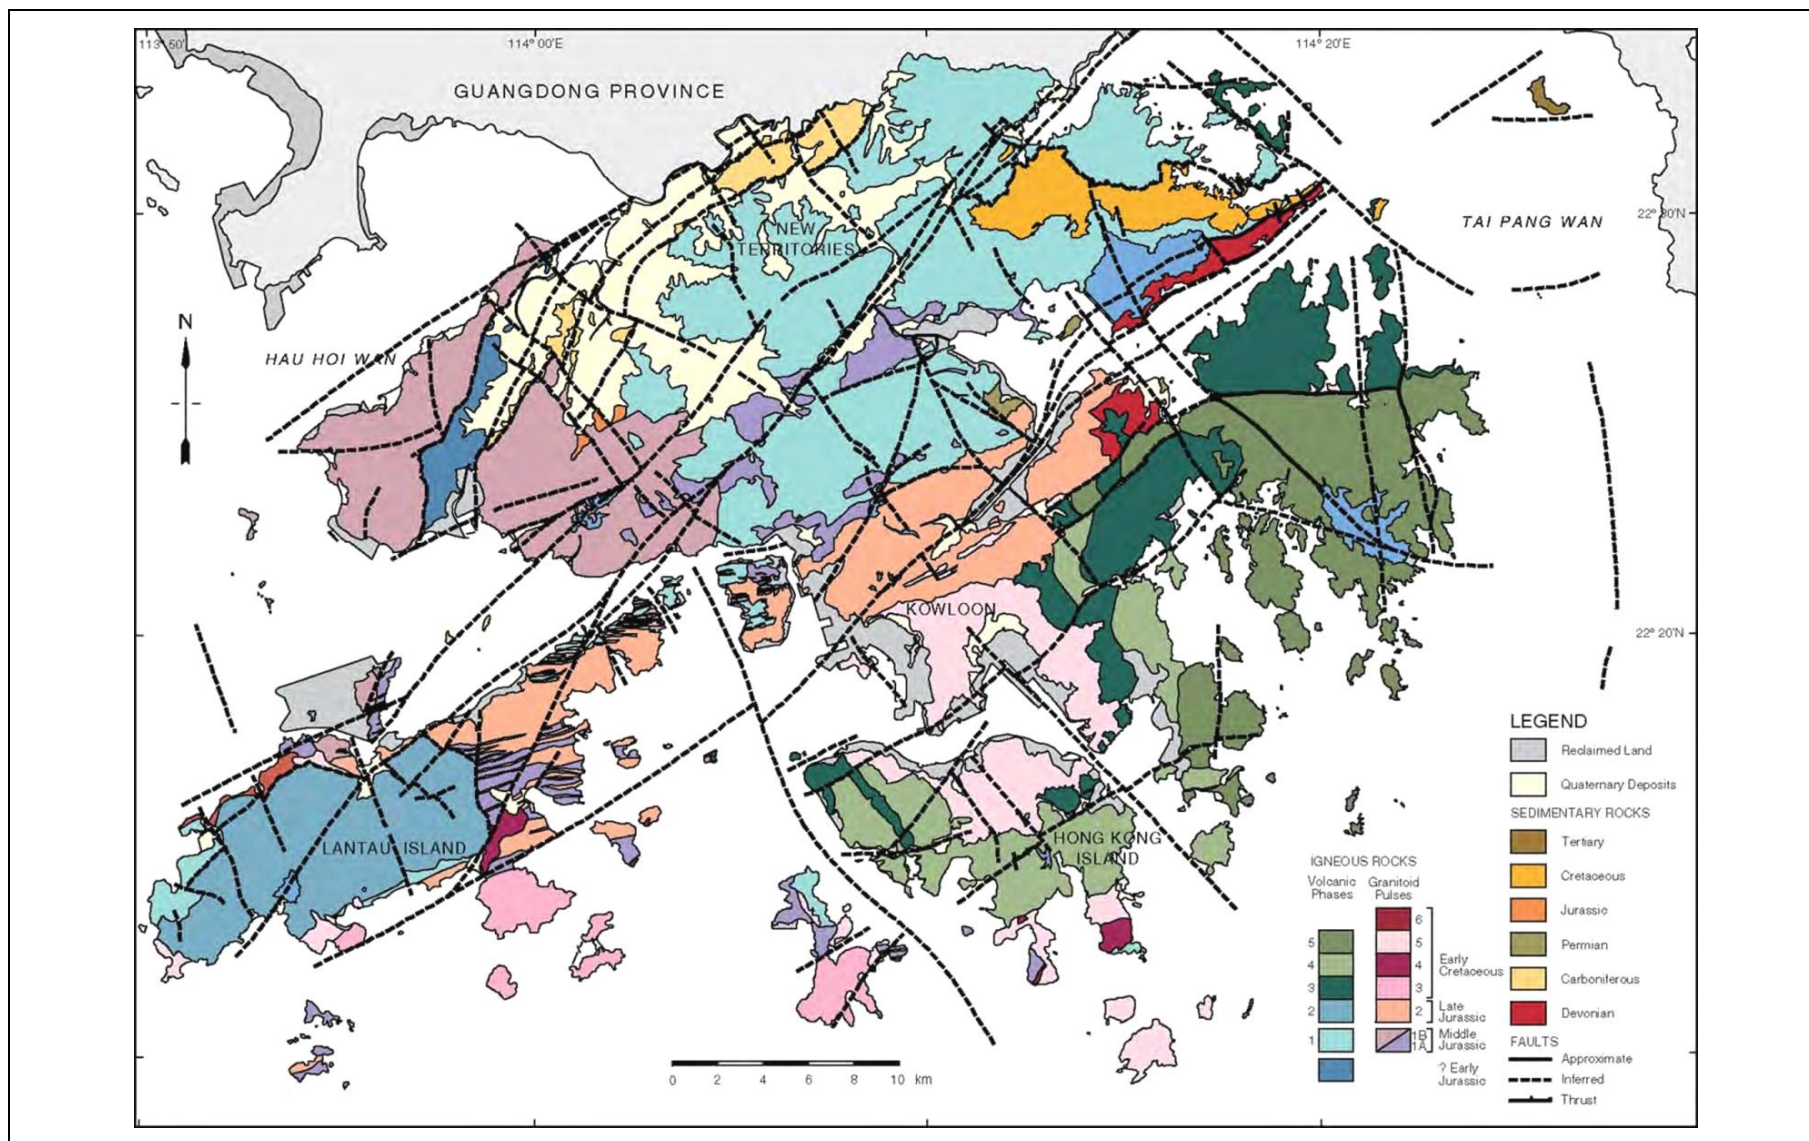 113° 50'
114° 00'E
114° 20'E
GUANGDONG PROVINCE
TAI PANG WAN
22° 30'N
NEW
TERRITORIES
N
HAU HOI WAN
KOWLOON
22° 20'N
LANTAU ISLAND
HONG KONG
ISLAND
0 2 4 6 8 10 km
IGNEOUS ROCKS
Volcanic
Phases
Granitoid
Pulses
6
5 5
4 4
3 3
Early
Cretaceous
2 2
Late
Jurassic
1 1B
1A
Middle
Jurassic
? Early
Jurassic
LEGEND
Reclaimed Land
Quaternary Deposits
SEDIMENTARY ROCKS
Tertiary
Cretaceous
Jurassic
Permian
Carboniferous
Devonian
FAULTS
Approximate
Inferred
Thrust